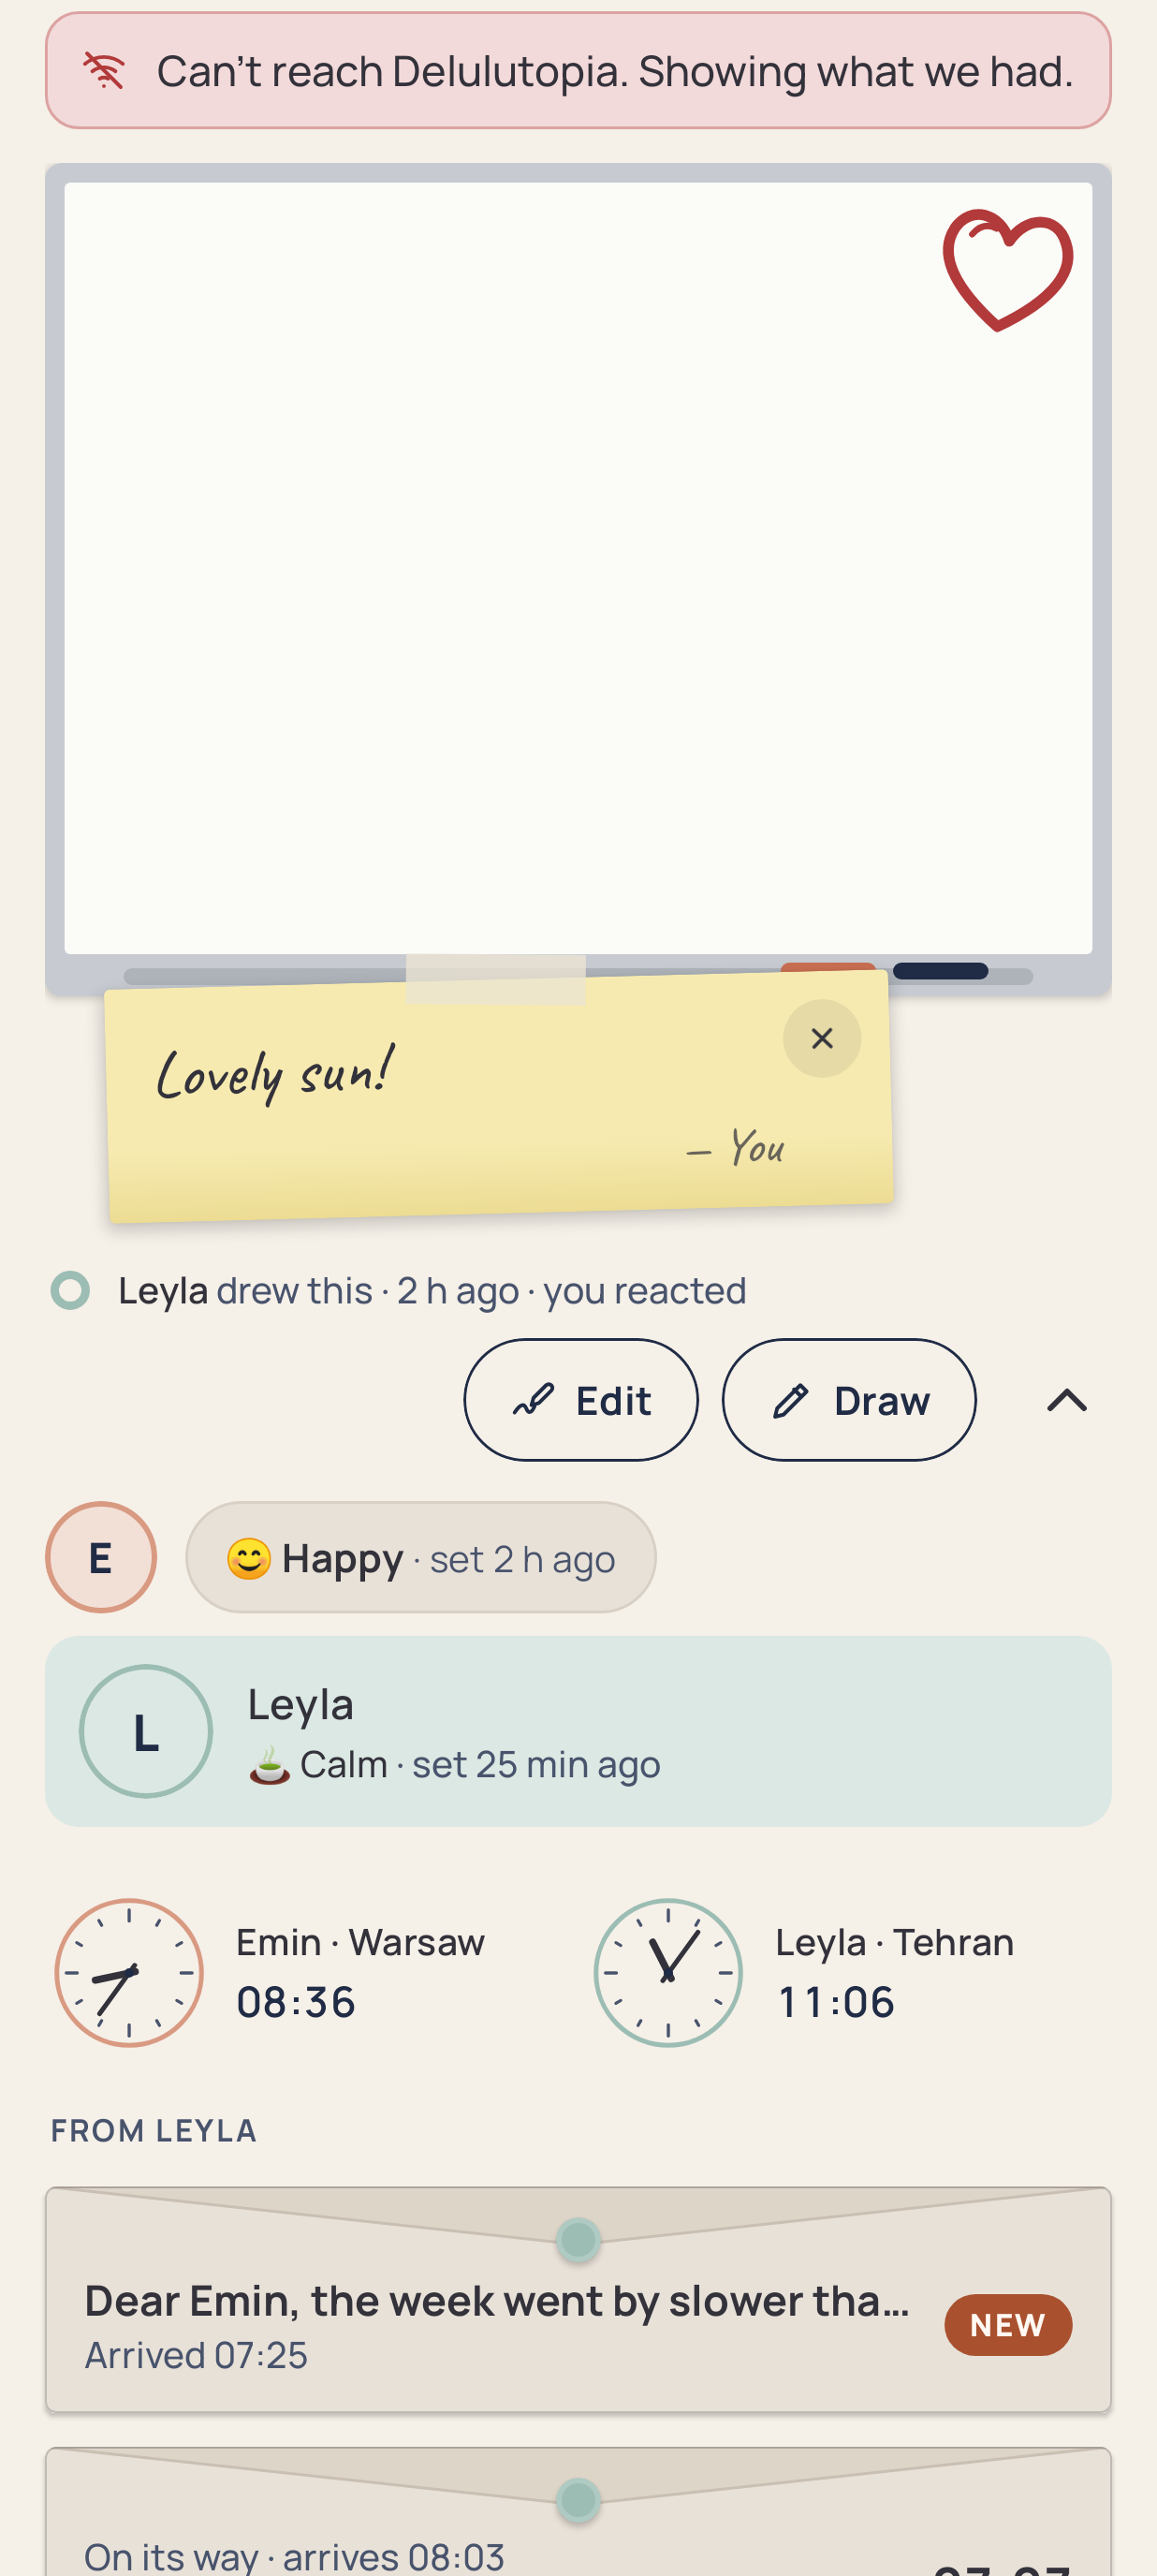 Can't reach Delulutopia. Showing what we had.
Lovely sun!
– You
Leyla drew this · 2 h ago · you reacted
Edit
Draw
E
😊 Happy · set 2 h ago
L
Leyla
🍵 Calm · set 25 min ago
Emin · Warsaw
08:36
Leyla · Tehran
11:06
FROM LEYLA
Dear Emin, the week went by slower tha...
NEW
Arrived 07:25
On its way · arrives 08:03